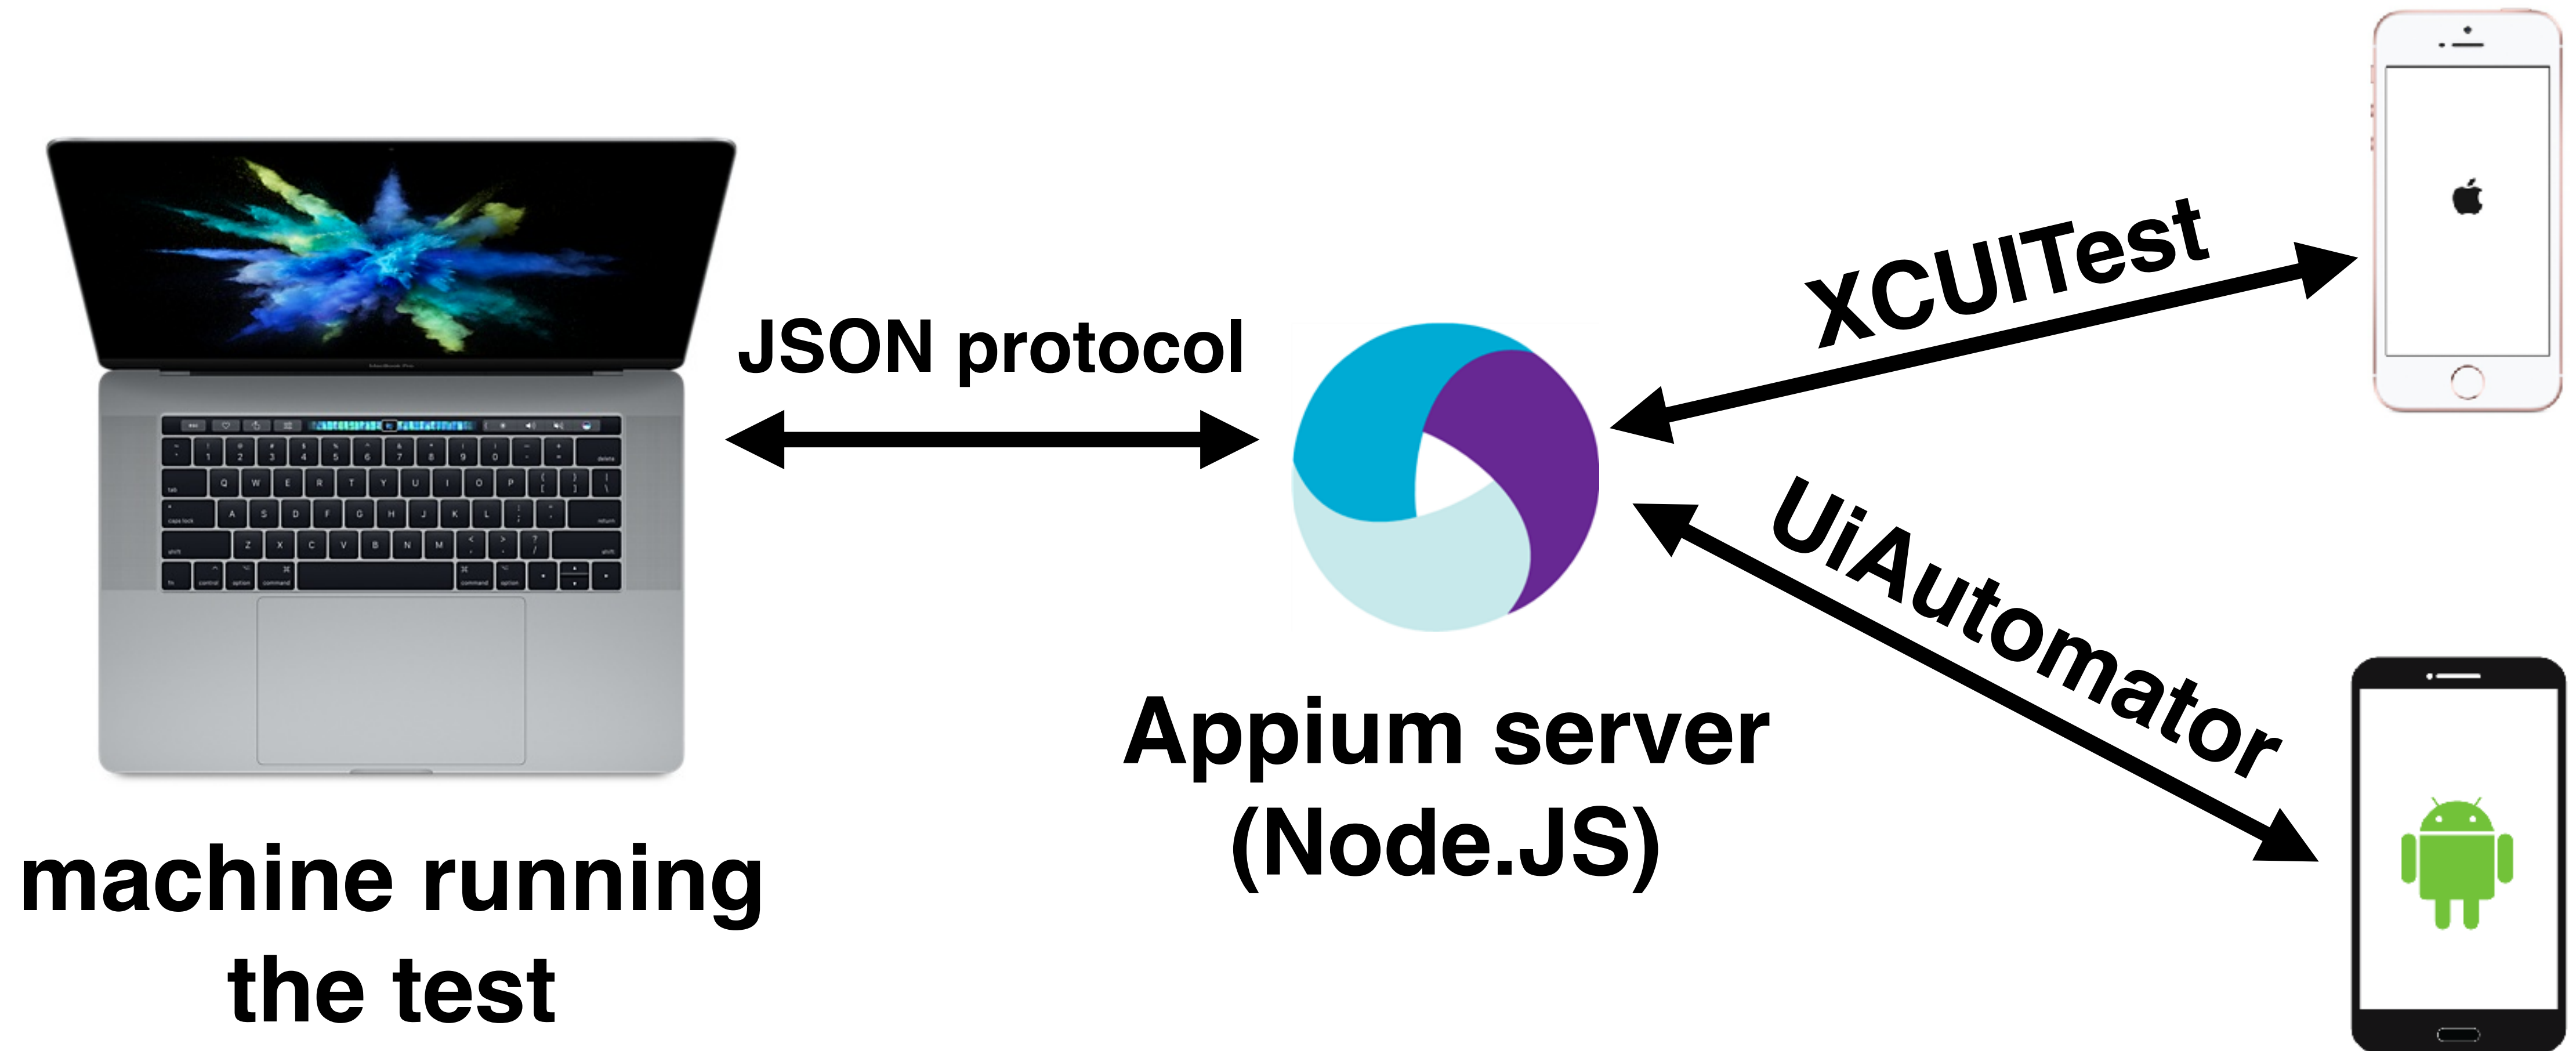 JSON protocol
XCUITest
UiAutomator
Appium server
(Node.JS)
machine running
the test